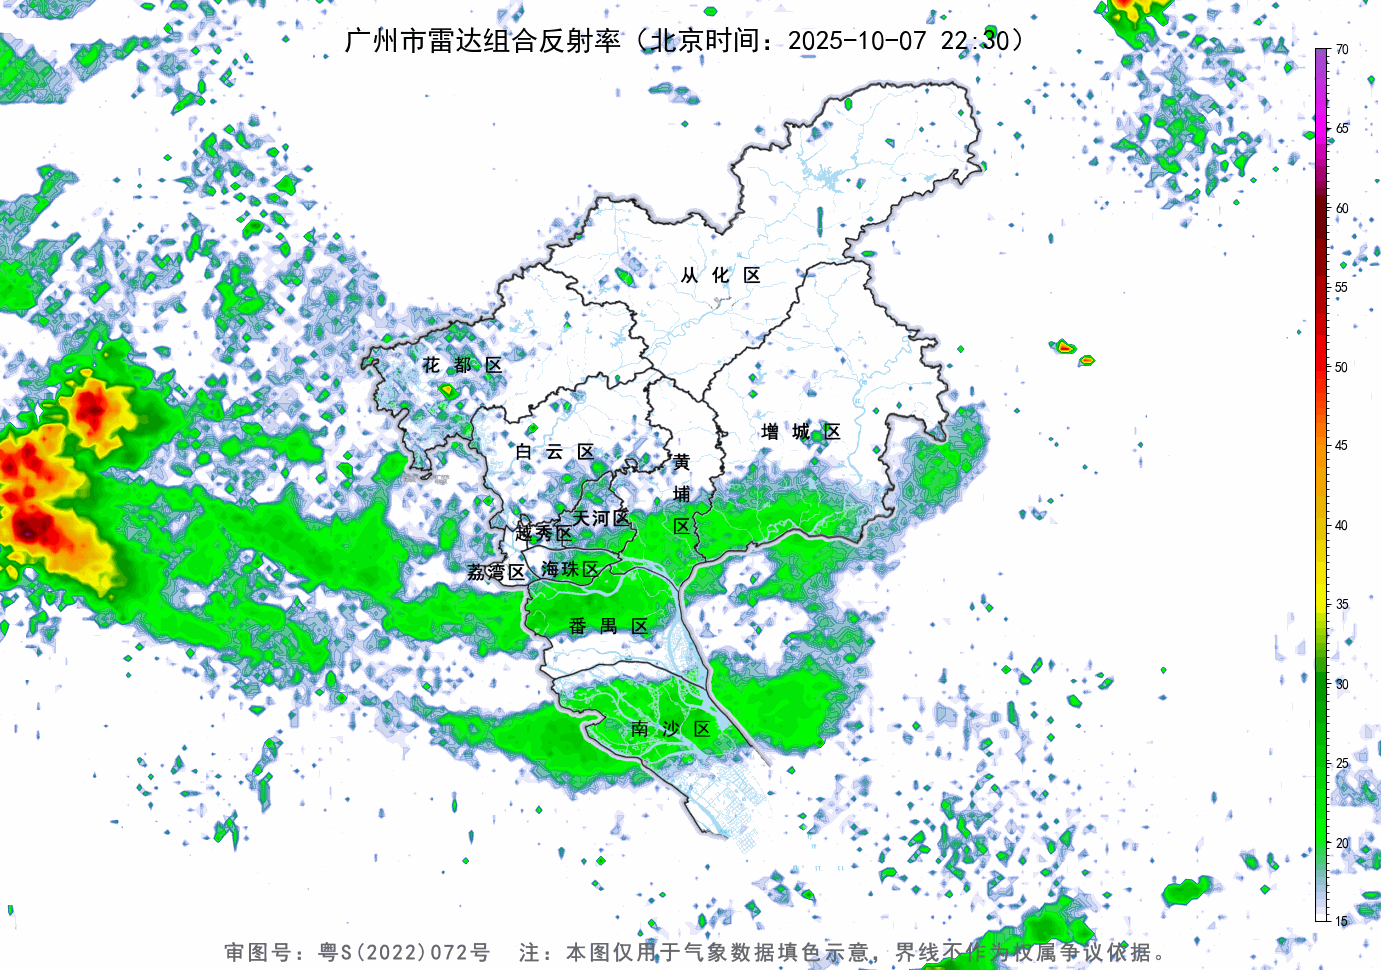 广州市雷达组合反射率（北京时间：2025-10-07 22:30）
70
65
60
55
50
45
40
35
30
25
20
15
从化区
花都区
增城区
白云区
黄埔区
天河区
越秀区
海珠区
荔湾区
番禺区
南沙区
审图号：粤S(2022)072号 注：本图仅用于气象数据填色示意，界线不作为权属争议依据。